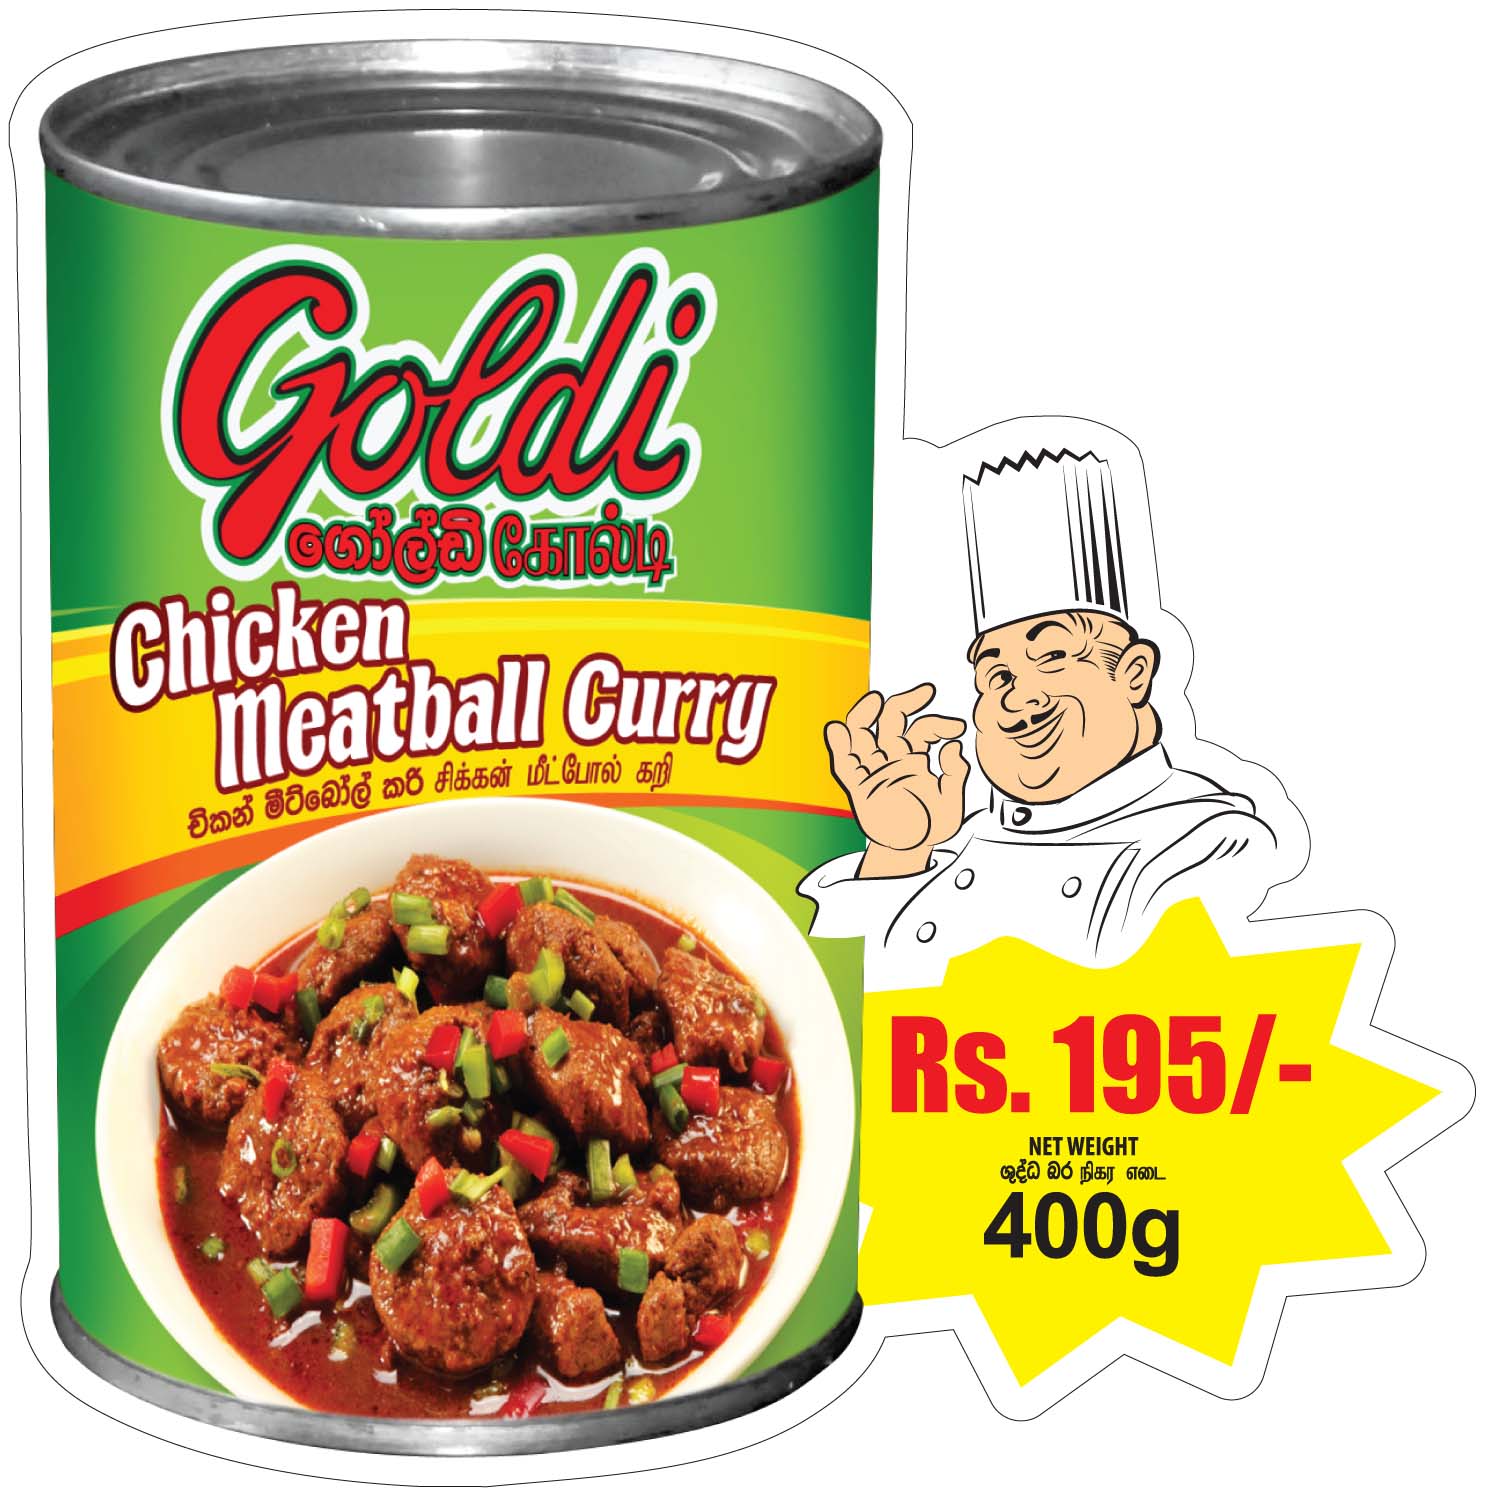 Goldi
ගෝල්ඩි கோல்டி
Chicken
Meatball Curry
චිකන් මීට්බෝල් කරි சிக்கன் மீட்போல் கறி
Rs. 195/-
NET WEIGHT
ශුද්ධ බර நிகர எடை
400g